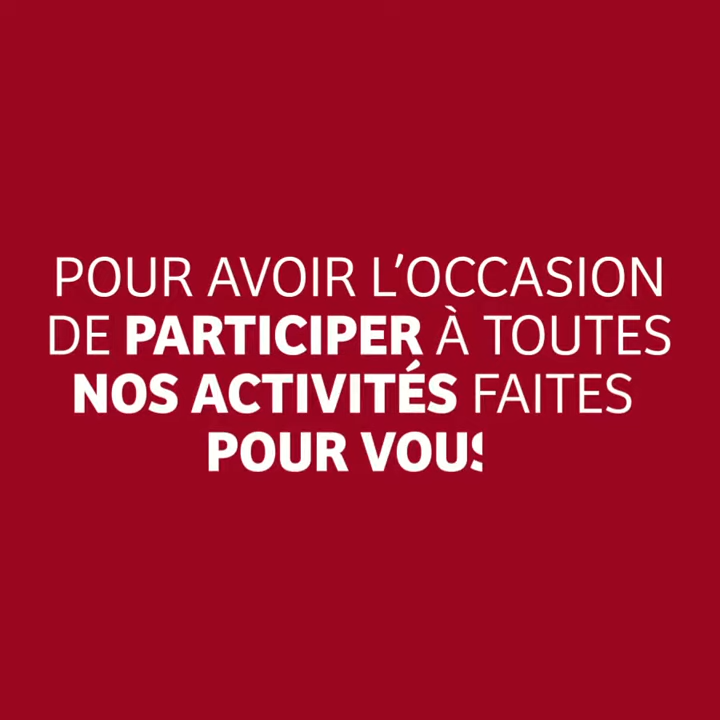 POUR AVOIR L’OCCASION
DE PARTICIPER À TOUTES
NOS ACTIVITÉS FAITES
POUR VOUS